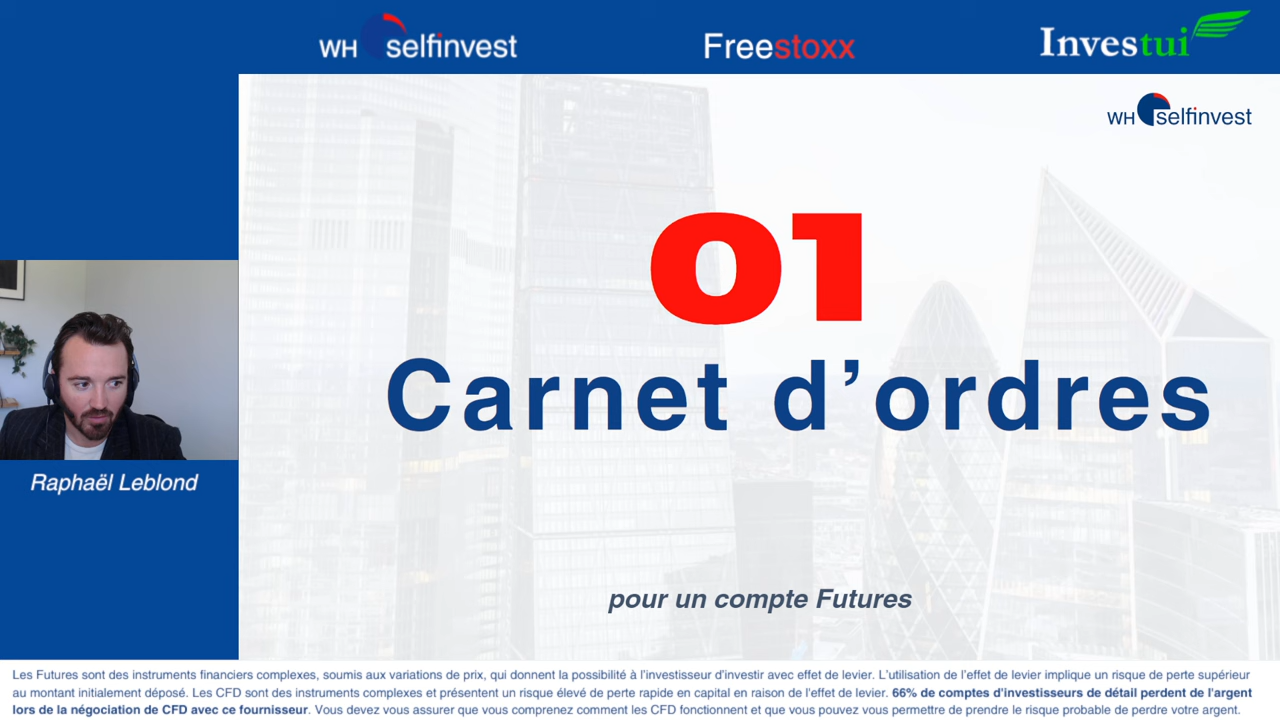 WH selfinvest
Freestoxx
Investui
WH selfinvest
01
Carnet d’ordres
Raphaël Leblond
pour un compte Futures
Les Futures sont des instruments financiers complexes, soumis aux variations de prix, qui donnent la possibilité à l'investisseur d'investir avec effet de levier. L'utilisation de l'effet de levier implique un risque de perte supérieur
au montant initialement déposé. Les CFD sont des instruments complexes et présentent un risque élevé de perte rapide en capital en raison de l'effet de levier. 66% de comptes d'investisseurs de détail perdent de l'argent
lors de la négociation de CFD avec ce fournisseur. Vous devez vous assurer que vous comprenez comment les CFD fonctionnent et que vous pouvez vous permettre de prendre le risque probable de perdre votre argent.